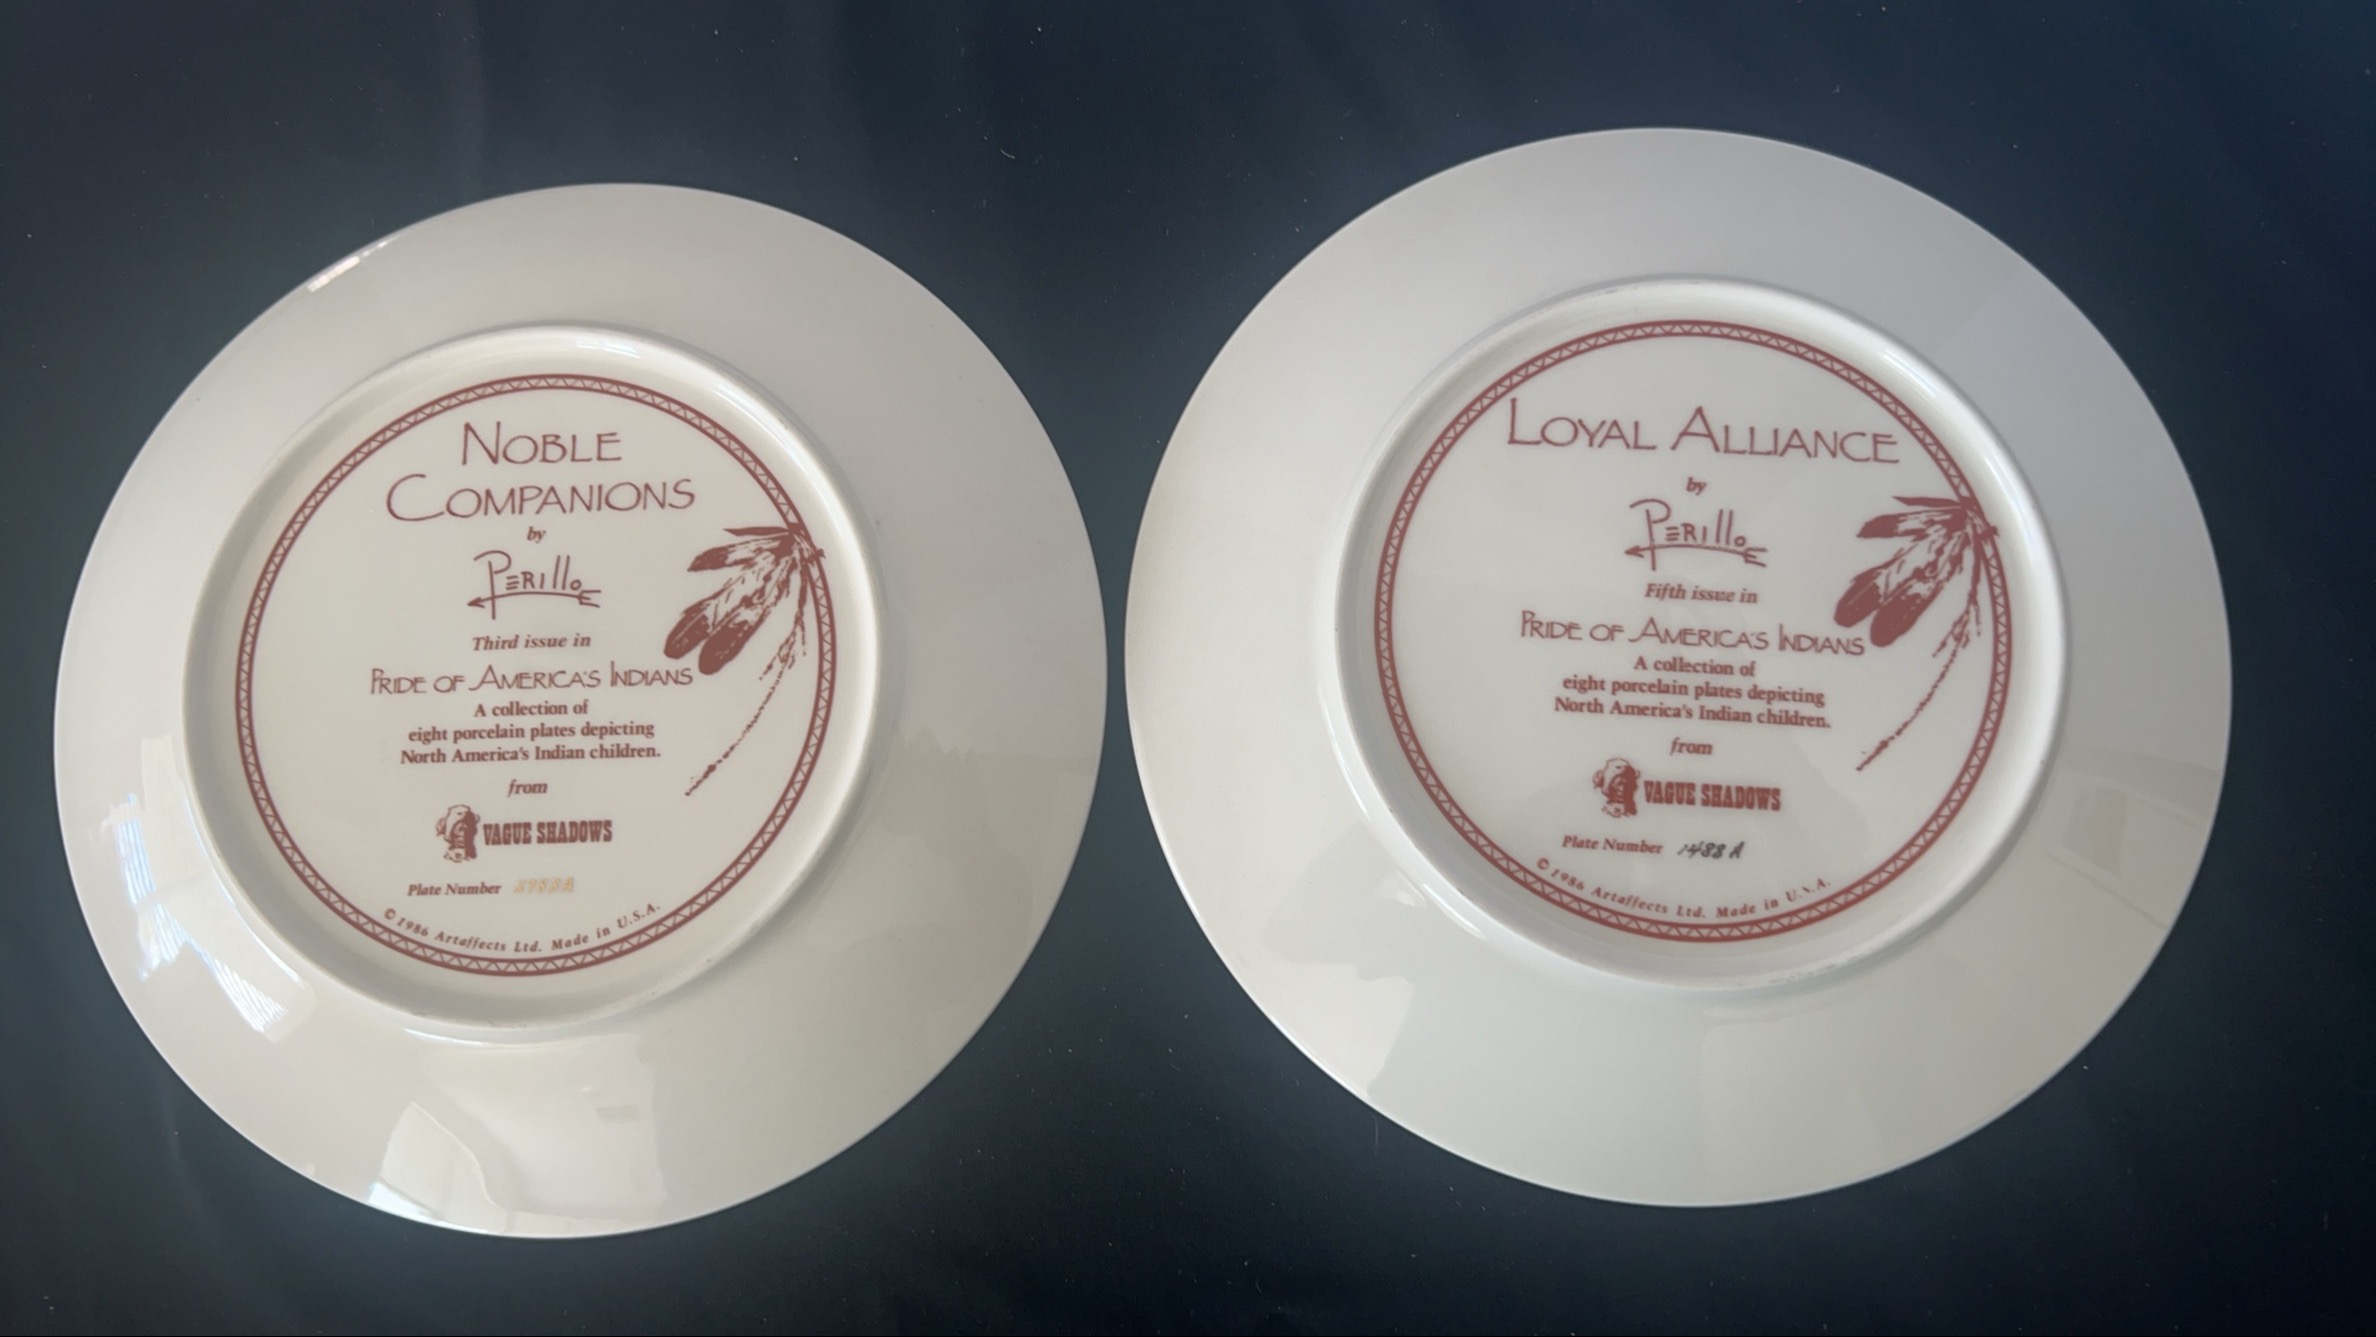 NOBLE
COMPANIONS
by
PERILLO
Third issue in
PRIDE OF AMERICA'S INDIANS
A collection of
eight porcelain plates depicting
North America's Indian children.
from
VAGUE SHADOWS
Plate Number
© 1986 Artaffects Ltd. Made in U.S.A.
LOYAL ALLIANCE
by
PERILLO
Fifth issue in
PRIDE OF AMERICA'S INDIANS
A collection of
eight porcelain plates depicting
North America's Indian children.
from
VAGUE SHADOWS
Plate Number 1488 A
© 1986 Artaffects Ltd. Made in U.S.A.